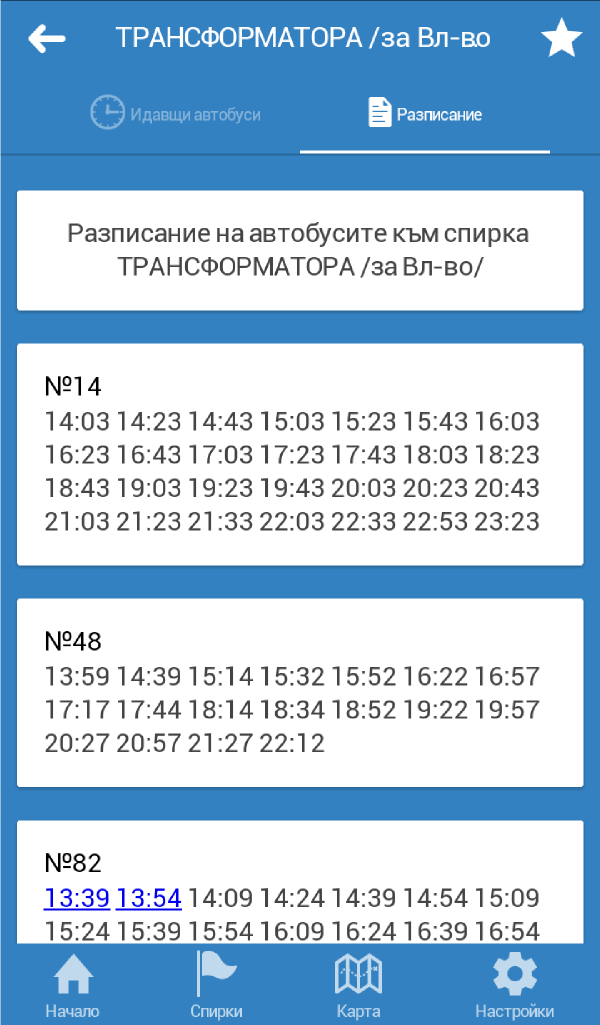 ТРАНСФОРМАТОРА /за Вл-во
Идавщи автобуси
Разписание
Разписание на автобусите към спирка
ТРАНСФОРМАТОРА /за Вл-во/
№14
14:03 14:23 14:43 15:03 15:23 15:43 16:03
16:23 16:43 17:03 17:23 17:43 18:03 18:23
18:43 19:03 19:23 19:43 20:03 20:23 20:43
21:03 21:23 21:33 22:03 22:33 22:53 23:23
№48
13:59 14:39 15:14 15:32 15:52 16:22 16:57
17:17 17:44 18:14 18:34 18:52 19:22 19:57
20:27 20:57 21:27 22:12
№82
13:39 13:54 14:09 14:24 14:39 14:54 15:09
15:24 15:39 15:54 16:09 16:24 16:39 16:54
Начало
Спирки
Карта
Настройки